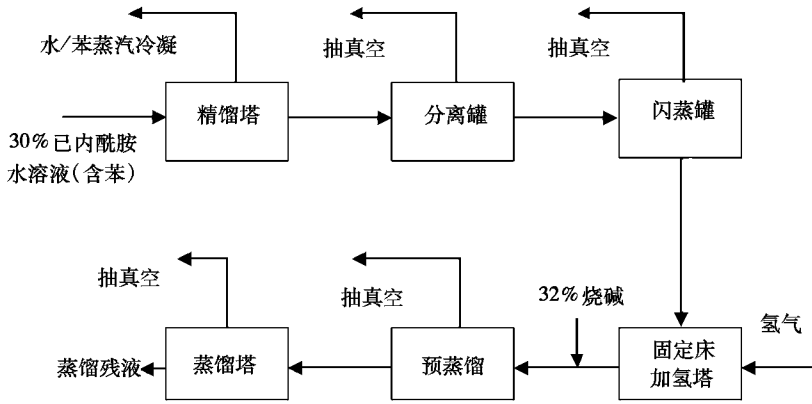 水/苯蒸汽冷凝
抽真空
抽真空
精馏塔
分离罐
闪蒸罐
30%已内酰胺
水溶液(含苯)
抽真空
抽真空
32%烧碱
氢气
蒸馏残液
蒸馏塔
预蒸馏
固定床
加氢塔